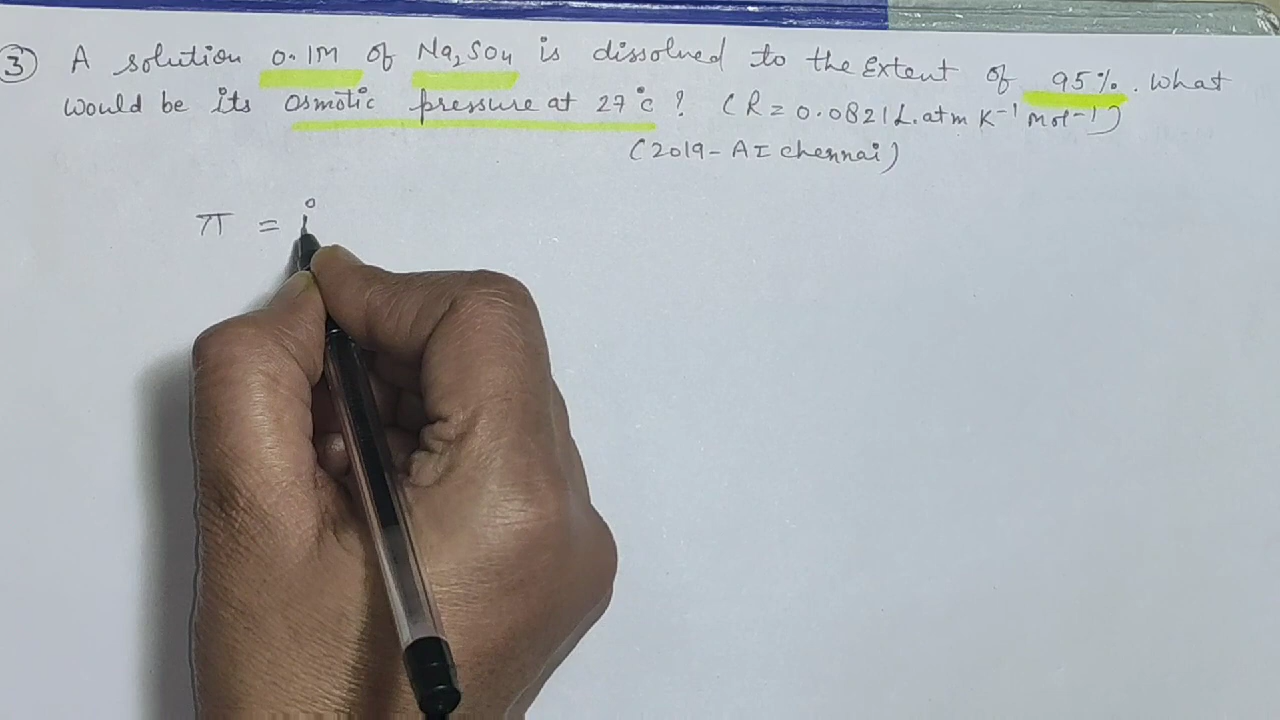 ③ A solution 0.1M of Na₂SO₄ is dissolved to the Extent of 95%. What
would be its osmotic pressure at 27°c ? (R = 0.0821L.atm K⁻¹ mol⁻¹)
(2019-AI chennai)
π = i